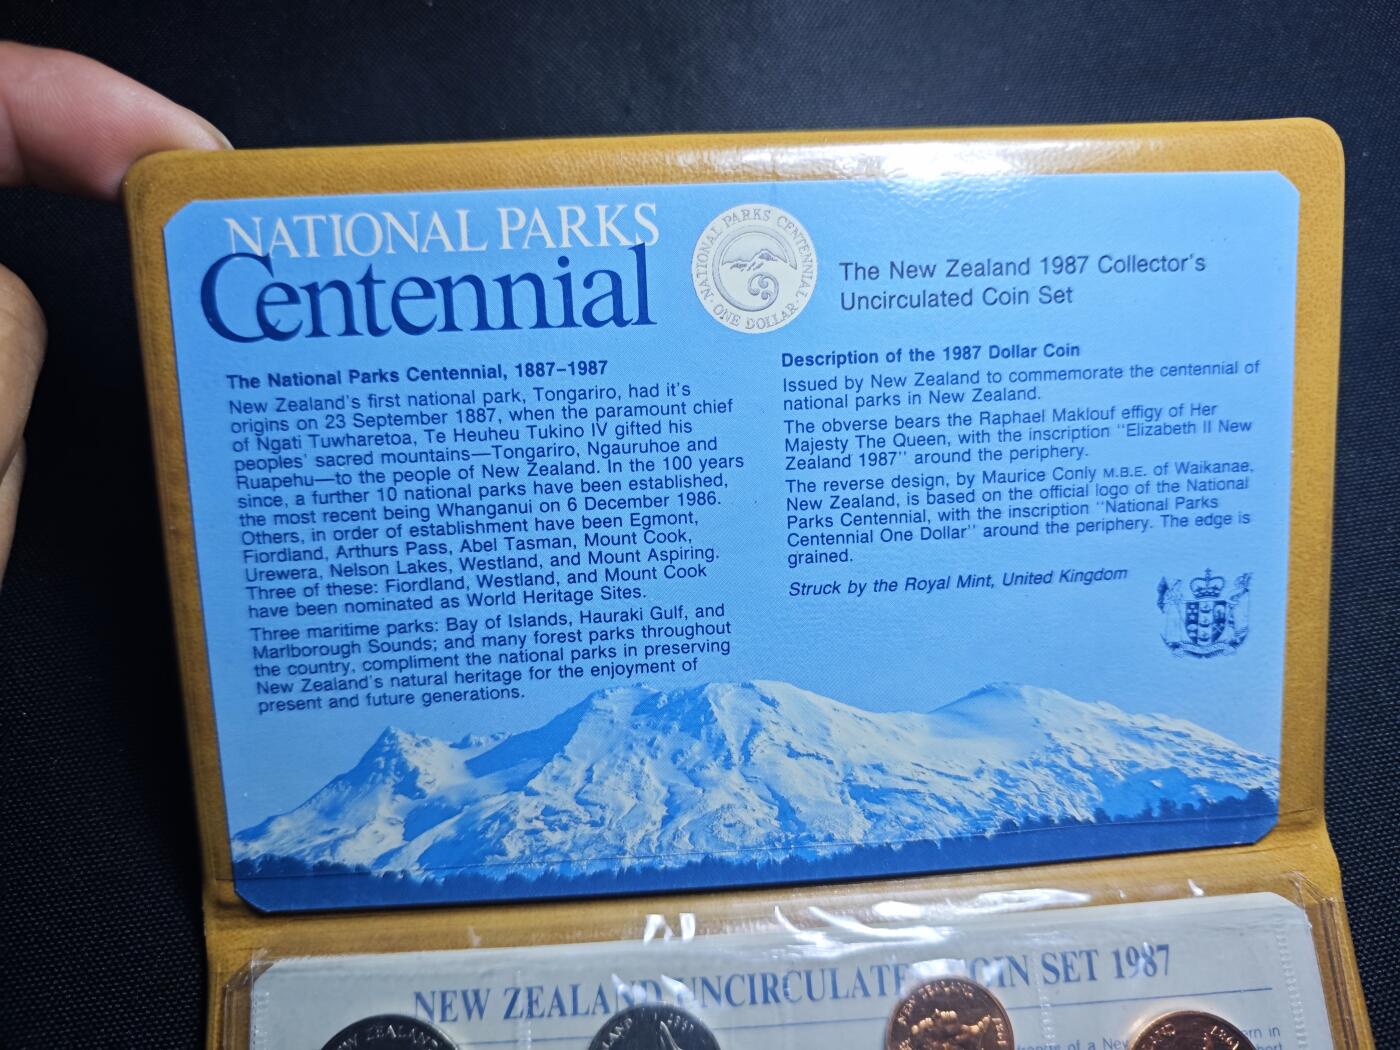 NATIONAL PARKS
Centennial
NATIONAL PARKS CENTENNIAL
· ONE DOLLAR ·
The New Zealand 1987 Collector's
Uncirculated Coin Set
The National Parks Centennial, 1887–1987
New Zealand's first national park, Tongariro, had it's
origins on 23 September 1887, when the paramount chief
of Ngati Tuwharetoa, Te Heuheu Tukino IV gifted his
peoples' sacred mountains—Tongariro, Ngauruhoe and
Ruapehu—to the people of New Zealand. In the 100 years
since, a further 10 national parks have been established,
the most recent being Whanganui on 6 December 1986.
Others, in order of establishment have been Egmont,
Fiordland, Arthurs Pass, Abel Tasman, Mount Cook,
Urewera, Nelson Lakes, Westland, and Mount Aspiring.
Three of these: Fiordland, Westland, and Mount Cook
have been nominated as World Heritage Sites.
Three maritime parks: Bay of Islands, Hauraki Gulf, and
Marlborough Sounds; and many forest parks throughout
the country, compliment the national parks in preserving
New Zealand's natural heritage for the enjoyment of
present and future generations.
Description of the 1987 Dollar Coin
Issued by New Zealand to commemorate the centennial of
national parks in New Zealand.
The obverse bears the Raphael Maklouf effigy of Her
Majesty The Queen, with the inscription "Elizabeth II New
Zealand 1987" around the periphery.
The reverse design, by Maurice Conly M.B.E. of Waikanae,
New Zealand, is based on the official logo of the National
Parks Centennial, with the inscription "National Parks
Centennial One Dollar" around the periphery. The edge is
grained.
Struck by the Royal Mint, United Kingdom
NEW ZEALAND UNCIRCULATED COIN SET 1987
NEW ZEALAND
NEW ZEALAND
of a New